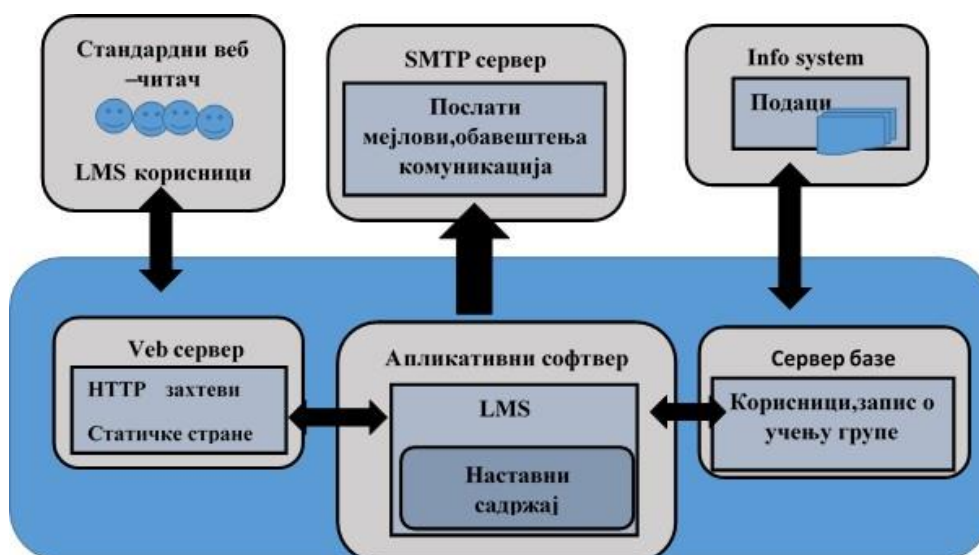 Стандардни веб
–читач
LMS корисници
SMTP сервер
Послати
мејлови,обавештења
комуникација
Info system
Подаци
Veb сервер
HTTP захтеви
Статичке стране
Апликативни софтвер
LMS
Наставни
садржај
Сервер базе
Корисници,запис о
учењу групе